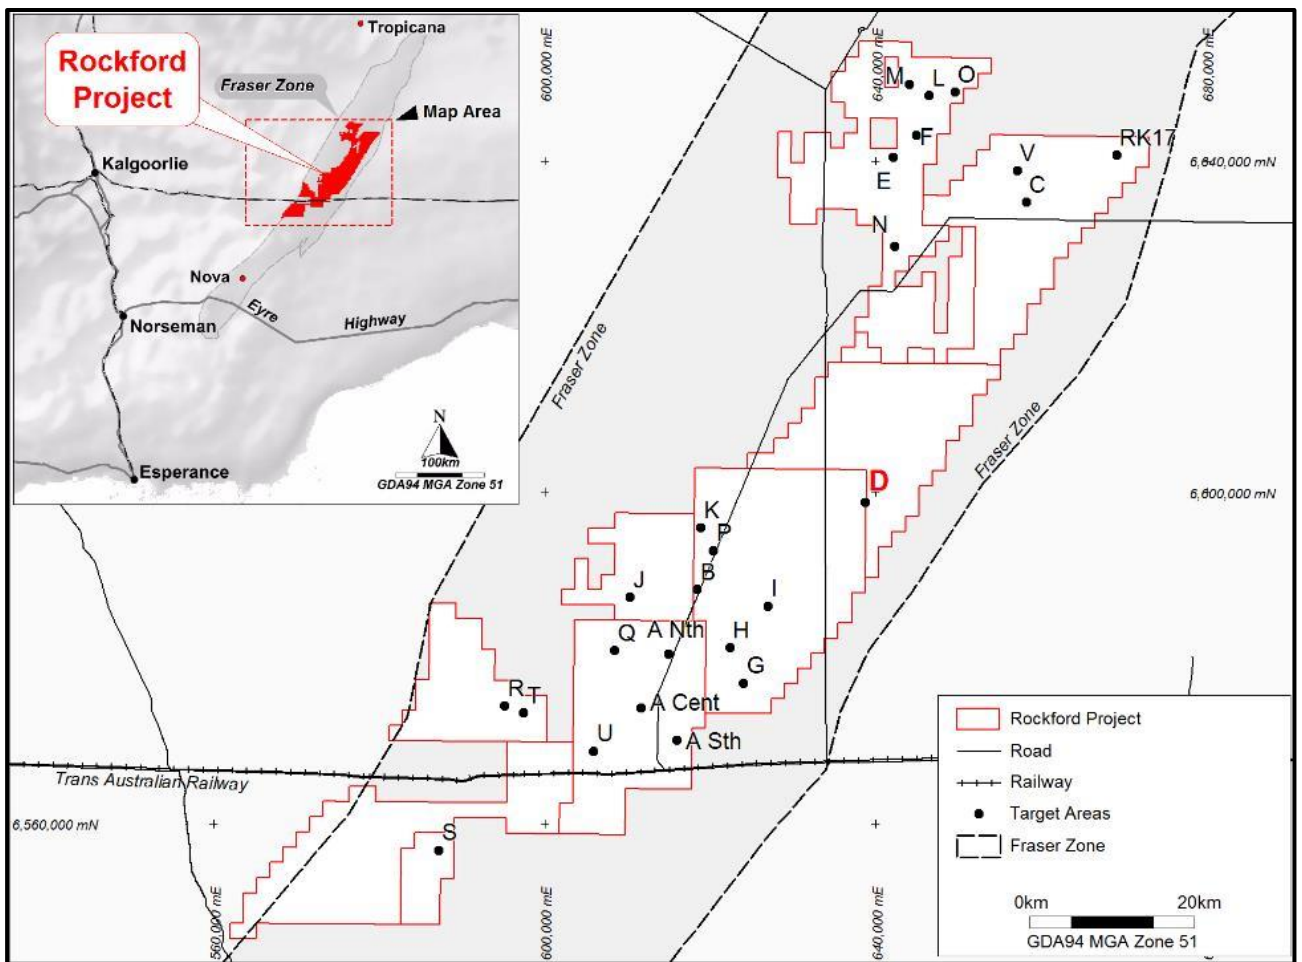 Tropicana
Rockford
Project
Fraser Zone
Map Area
Kalgoorlie
Nova
Eyre
Highway
Norseman
Esperance
N
100km
GDA94 MGA Zone 51
600,000 mE
640,000 mE
680,000 mE
M
L
O
F
E
V
C
RK17
6,640,000 mN
N
Fraser Zone
Fraser Zone
D
6,600,000 mN
K
P
B
J
I
Q
A Nth
H
G
R
T
A Cent
U
A Sth
Trans Australian Railway
6,560,000 mN
S
560,000 mE
600,000 mE
640,000 mE
Rockford Project
Road
Railway
Target Areas
Fraser Zone
0km 20km
GDA94 MGA Zone 51